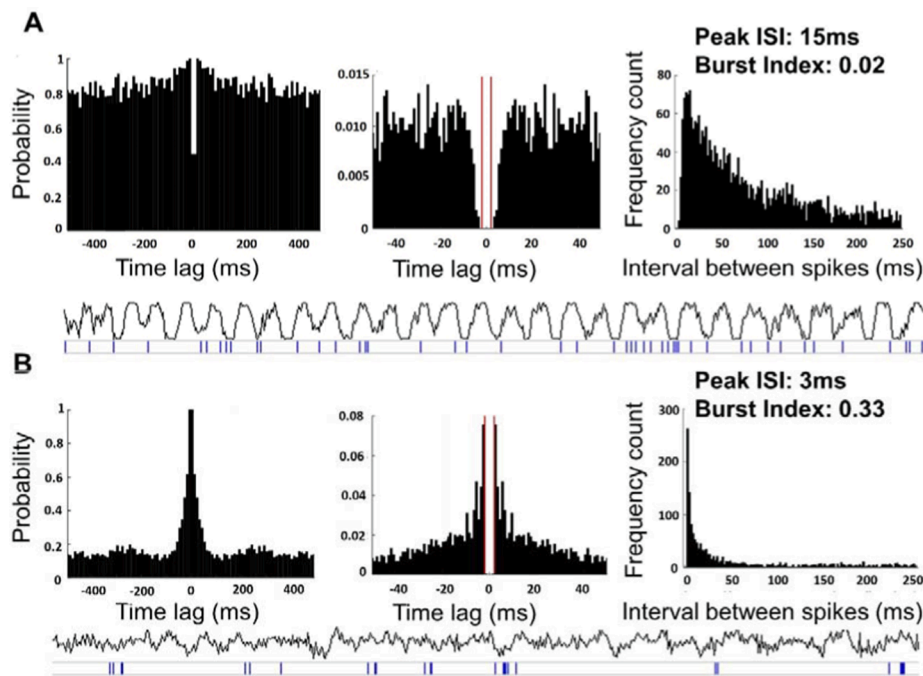 A
Peak ISI: 15ms
Burst Index: 0.02
Probability
1
0.8
0.6
0.4
0.2
0
-400 -200 0 200 400
Time lag (ms)
0.015
0.010
0.005
0
-40 -20 0 20 40
Time lag (ms)
Frequency count
80
60
40
20
0
0 50 100 150 200 250
Interval between spikes (ms)
B
Peak ISI: 3ms
Burst Index: 0.33
Probability
1
0.8
0.6
0.4
0.2
0
-400 -200 0 200 400
Time lag (ms)
0.08
0.06
0.04
0.02
0
-40 -20 0 20 40
Time lag (ms)
Frequency count
300
200
100
0
0 50 100 150 200 250
Interval between spikes (ms)